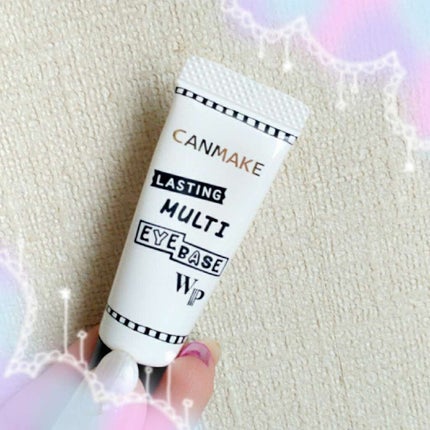 CANMAKE
LASTING
MULTI
EYE
BASE
WP